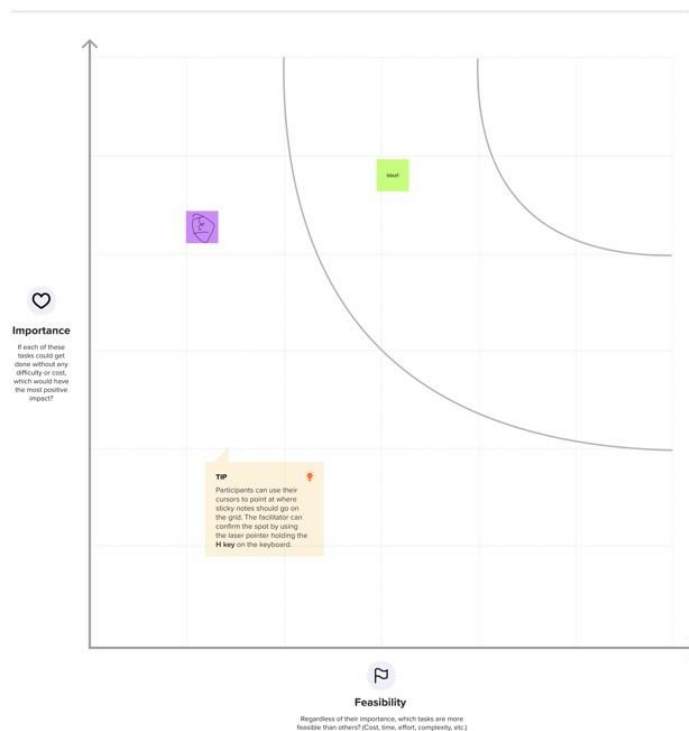 Importance
If each of these
tasks could get
done without any
difficulty or cost,
which would have
the most positive
impact?
TIP
Participants can use their
cursors to point at where
sticky notes should go on
the grid. The facilitator can
confirm the spot by using
the laser pointer holding the
H key on the keyboard.
Feasibility
Regardless of their importance, which tasks are more
feasible than others? (Cost, time, effort, complexity, etc.)